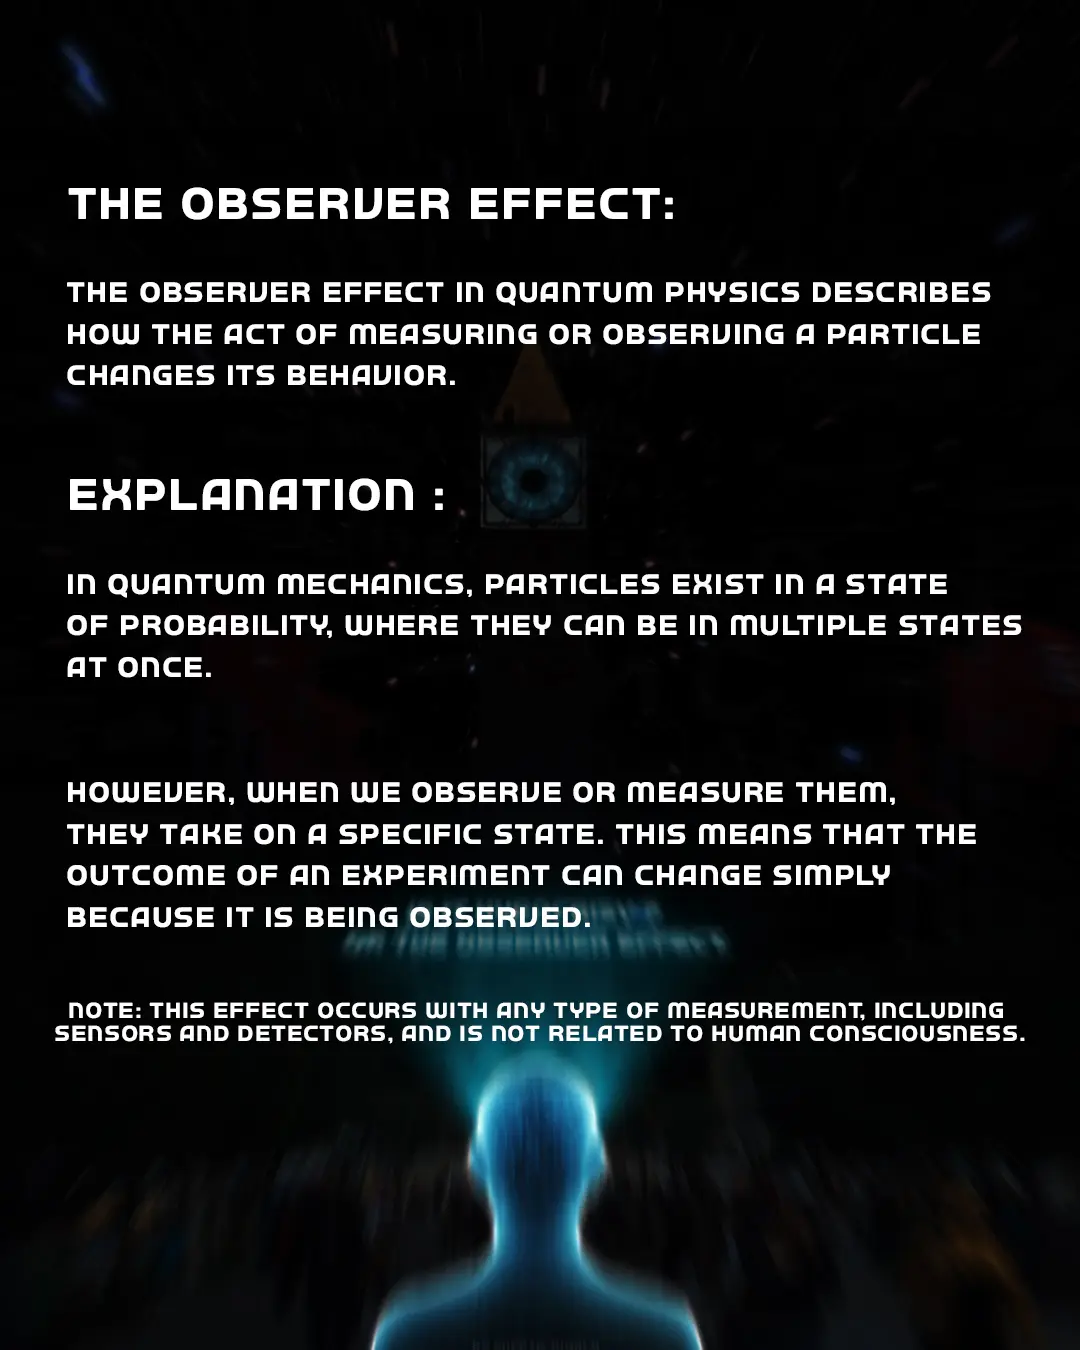 THE OBSERVER EFFECT:
THE OBSERVER EFFECT IN QUANTUM PHYSICS DESCRIBES
HOW THE ACT OF MEASURING OR OBSERVING A PARTICLE
CHANGES ITS BEHAVIOR.
EXPLANATION :
IN QUANTUM MECHANICS, PARTICLES EXIST IN A STATE
OF PROBABILITY, WHERE THEY CAN BE IN MULTIPLE STATES
AT ONCE.
HOWEVER, WHEN WE OBSERVE OR MEASURE THEM,
THEY TAKE ON A SPECIFIC STATE. THIS MEANS THAT THE
OUTCOME OF AN EXPERIMENT CAN CHANGE SIMPLY
BECAUSE IT IS BEING OBSERVED.
NOTE: THIS EFFECT OCCURS WITH ANY TYPE OF MEASUREMENT, INCLUDING
SENSORS AND DETECTORS, AND IS NOT RELATED TO HUMAN CONSCIOUSNESS.